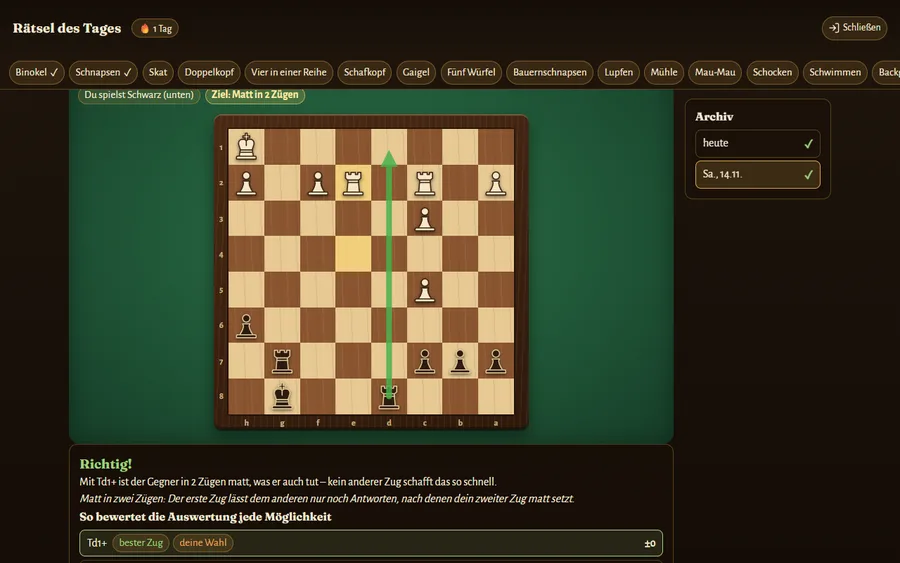 Rätsel des Tages
🔥 1 Tag
Schließen
Binokel ✓ Schnapsen ✓ Skat Doppelkopf Vier in einer Reihe Schafkopf Gaigel Fünf Würfel Bauernschnapsen Lupfen Mühle Mau-Mau Schocken Schwimmen Backg
Du spielst Schwarz (unten) Ziel: Matt in 2 Zügen
Archiv
heute ✓
Sa., 14.11. ✓
1
2
3
4
5
6
7
8
h g f e d c b a
Richtig!
Mit Td1+ ist der Gegner in 2 Zügen matt, was er auch tut – kein anderer Zug schafft das so schnell.
Matt in zwei Zügen: Der erste Zug lässt dem anderen nur noch Antworten, nach denen dein zweiter Zug matt setzt.
So bewertet die Auswertung jede Möglichkeit
Td1+ bester Zug deine Wahl ±0